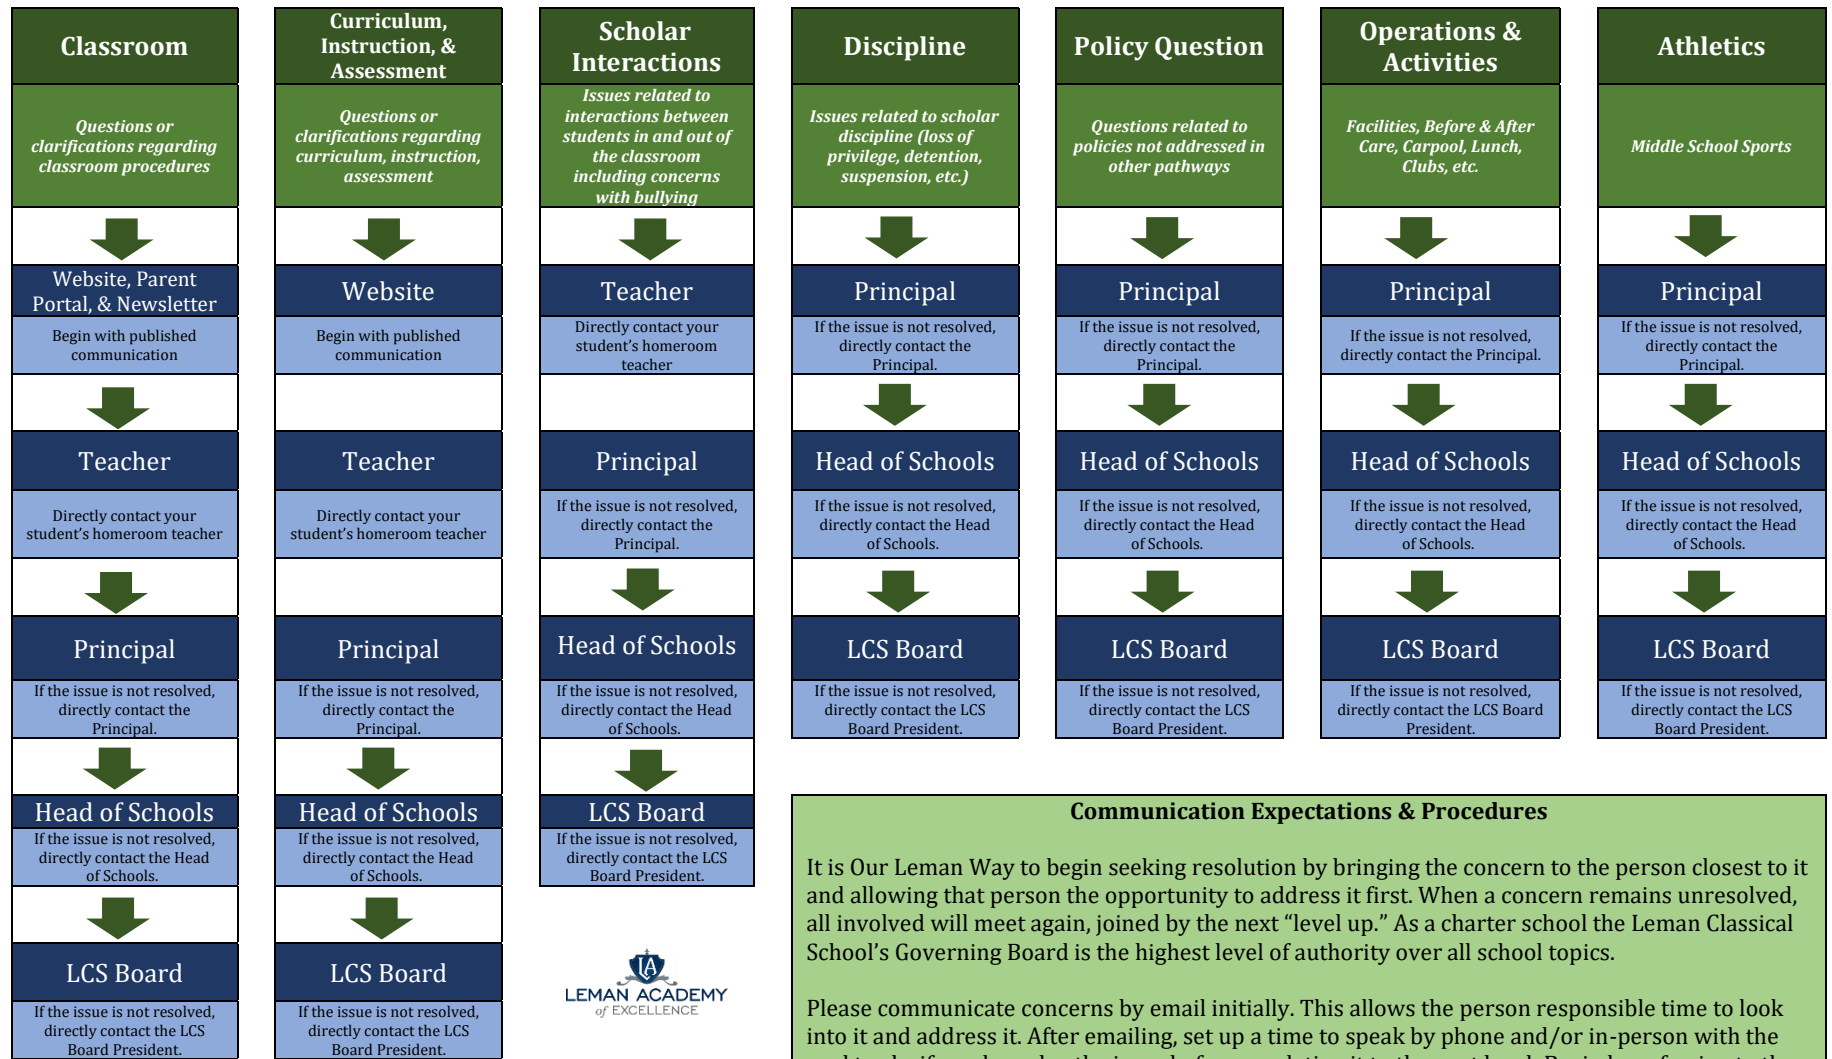 Classroom
Questions or
clarifications regarding
classroom procedures
Website, Parent
Portal, & Newsletter
Begin with published
communication
Teacher
Directly contact your
student's homeroom teacher
Principal
If the issue is not resolved,
directly contact the
Principal.
Head of Schools
If the issue is not resolved,
directly contact the Head
of Schools.
LCS Board
If the issue is not resolved,
directly contact the LCS
Board President.
Curriculum,
Instruction, &
Assessment
Questions or
clarifications regarding
curriculum, instruction,
assessment
Website
Begin with published
communication
Teacher
Directly contact your
student's homeroom teacher
Principal
If the issue is not resolved,
directly contact the
Principal.
Head of Schools
If the issue is not resolved,
directly contact the Head
of Schools.
LCS Board
If the issue is not resolved,
directly contact the LCS
Board President.
Scholar
Interactions
Issues related to
interactions between
students in and out of
the classroom
including concerns
with bullying
Teacher
Directly contact your
student's homeroom
teacher
Principal
If the issue is not resolved,
directly contact the
Principal.
Head of Schools
If the issue is not resolved,
directly contact the Head
of Schools.
LCS Board
If the issue is not resolved,
directly contact the LCS
Board President.
LA
LEMAN ACADEMY
of EXCELLENCE
Discipline
Issues related to scholar
discipline (loss of
privilege, detention,
suspension, etc.)
Principal
If the issue is not resolved,
directly contact the
Principal.
Head of Schools
If the issue is not resolved,
directly contact the Head
of Schools.
LCS Board
If the issue is not resolved,
directly contact the LCS
Board President.
Policy Question
Questions related to
policies not addressed in
other pathways
Principal
If the issue is not resolved,
directly contact the
Principal.
Head of Schools
If the issue is not resolved,
directly contact the Head
of Schools.
LCS Board
If the issue is not resolved,
directly contact the LCS
Board President.
Operations &
Activities
Facilities, Before & After
Care, Carpool, Lunch,
Clubs, etc.
Principal
If the issue is not resolved,
directly contact the Principal.
Head of Schools
If the issue is not resolved,
directly contact the Head
of Schools.
LCS Board
If the issue is not resolved,
directly contact the LCS Board
President.
Athletics
Middle School Sports
Principal
If the issue is not resolved,
directly contact the
Principal.
Head of Schools
If the issue is not resolved,
directly contact the Head
of Schools.
LCS Board
If the issue is not resolved,
directly contact the LCS
Board President.
Communication Expectations & Procedures
It is Our Leman Way to begin seeking resolution by bringing the concern to the person closest to it
and allowing that person the opportunity to address it first. When a concern remains unresolved,
all involved will meet again, joined by the next “level up.” As a charter school the Leman Classical
School’s Governing Board is the highest level of authority over all school topics.
Please communicate concerns by email initially. This allows the person responsible time to look
into it and address it. After emailing, set up a time to speak by phone and/or in-person with the